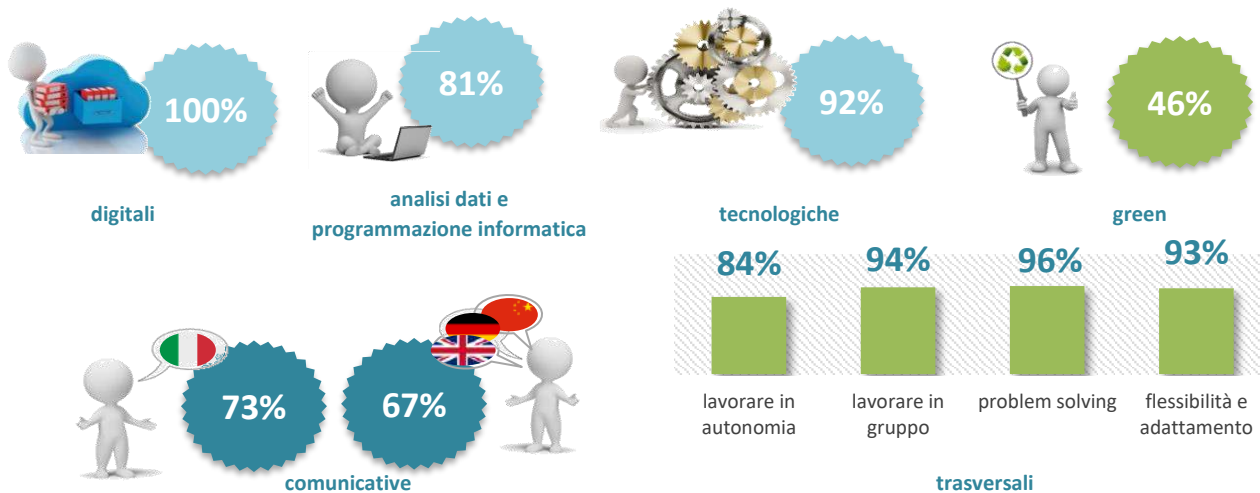 100%
81%
92%
46%
digitali
analisi dati e
programmazione informatica
tecnologiche
green
73%
67%
comunicative
84%
94%
96%
93%
lavorare in
autonomia
lavorare in
gruppo
problem solving
flessibilità e
adattamento
trasversali